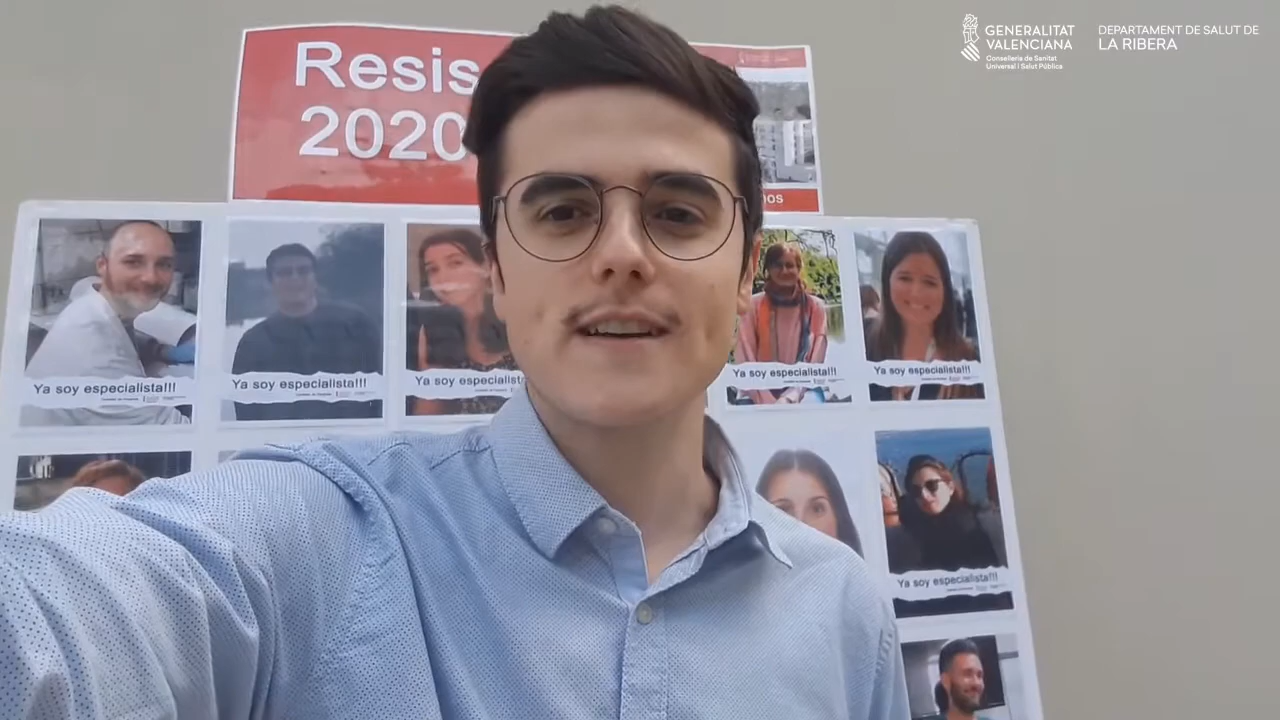 GENERALITAT
VALENCIANA
Conselleria de Sanitat
Universal i Salut Pública
DEPARTAMENT DE SALUT DE
LA RIBERA
Resis
2020
nos
Ya soy especialista!!!
Ya soy especialista!!!
Ya soy especialist
Ya soy especialista!!!
Ya soy especialista!!!
Ya soy especialista!!!